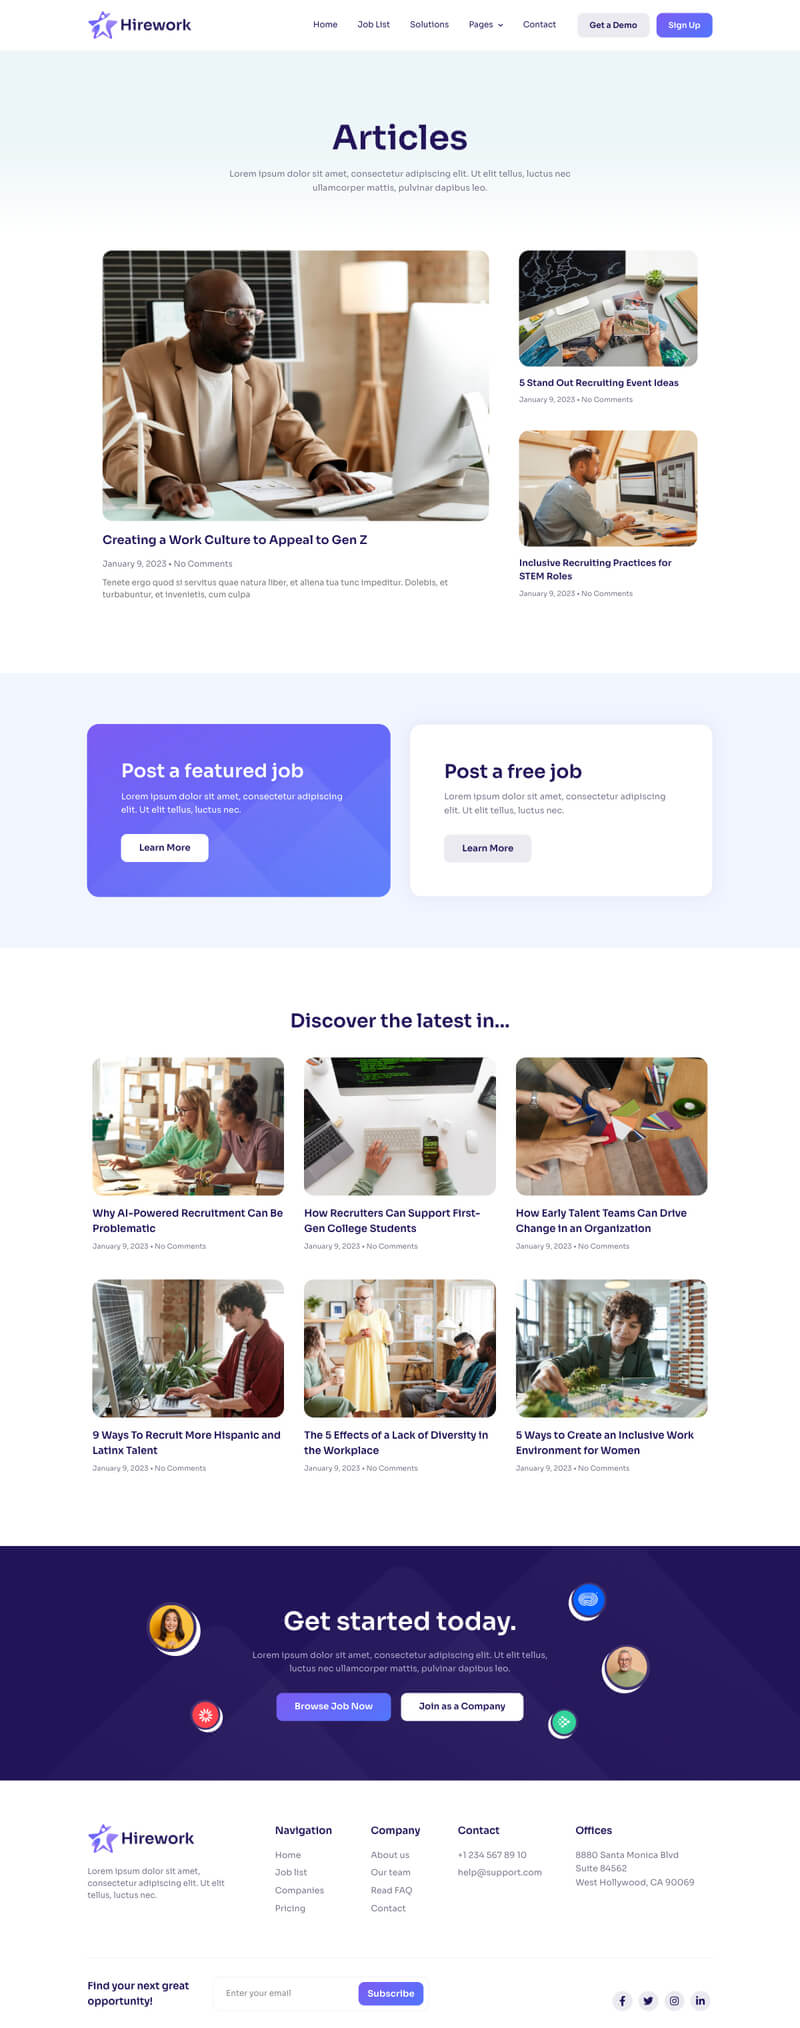 Hirework
Home
Job List
Solutions
Pages
Contact
Get a Demo
Sign Up
Articles
Lorem ipsum dolor sit amet, consectetur adipiscing elit. Ut elit tellus, luctus nec
ullamcorper mattis, pulvinar dapibus leo.
Creating a Work Culture to Appeal to Gen Z
January 9, 2023 • No Comments
Tenete ergo quod si servitus quae natura liber, et aliena tua tunc impeditur. Dolebis, et
turbabuntur, et invenietis, cum culpa
5 Stand Out Recruiting Event Ideas
January 9, 2023 • No Comments
Inclusive Recruiting Practices for
STEM Roles
January 9, 2023 • No Comments
Post a featured job
Lorem ipsum dolor sit amet, consectetur adipiscing
elit. Ut elit tellus, luctus nec.
Learn More
Post a free job
Lorem ipsum dolor sit amet, consectetur adipiscing
elit. Ut elit tellus, luctus nec.
Learn More
Discover the latest in...
Why AI-Powered Recruitment Can Be
Problematic
January 9, 2023 • No Comments
How Recruiters Can Support First-
Gen College Students
January 9, 2023 • No Comments
How Early Talent Teams Can Drive
Change in an Organization
January 9, 2023 • No Comments
9 Ways To Recruit More Hispanic and
Latinx Talent
January 9, 2023 • No Comments
The 5 Effects of a Lack of Diversity in
the Workplace
January 9, 2023 • No Comments
5 Ways to Create an Inclusive Work
Environment for Women
January 9, 2023 • No Comments
Get started today.
Lorem ipsum dolor sit amet, consectetur adipiscing elit. Ut elit tellus,
luctus nec ullamcorper mattis, pulvinar dapibus leo.
Browse Job Now
Join as a Company
Hirework
Lorem ipsum dolor sit amet,
consectetur adipiscing elit. Ut elit
tellus, luctus nec.
Navigation
Home
Job list
Companies
Pricing
Company
About us
Our team
Read FAQ
Contact
Contact
+1 234 567 89 10
help@support.com
Offices
8880 Santa Monica Blvd
Suite 84562
West Hollywood, CA 90069
Find your next great
opportunity!
Enter your email
Subscribe